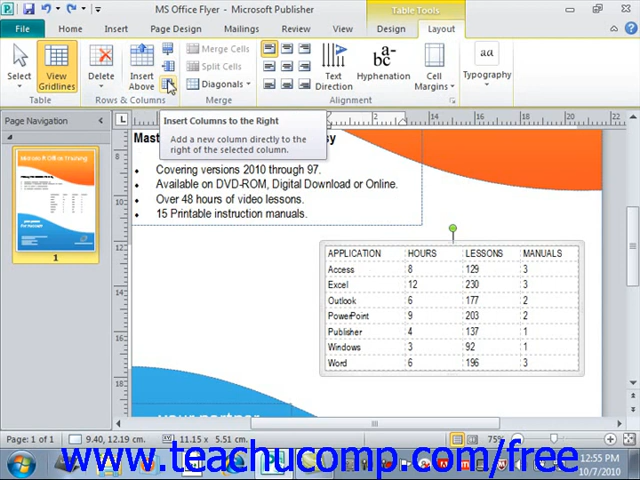 MS Office Flyer - Microsoft Publisher
Table Tools
File Home Insert Page Design Mailings Review View Design Layout
Select
View
Gridlines
Table
Delete
Insert
Above
Rows & Columns
Merge Cells
Split Cells
Diagonals
Merge
Text
Direction
Hyphenation
Cell
Margins
Alignment
Typography
Insert Columns to the Right
Add a new column directly to the
right of the selected column.
Page Navigation
1
Covering versions 2010 through 97.
Available on DVD-ROM, Digital Download or Online.
Over 48 hours of video lessons.
15 Printable instruction manuals.
APPLICATION HOURS LESSONS MANUALS
Access 8 129 3
Excel 12 230 3
Outlook 6 177 2
PowerPoint 9 203 2
Publisher 4 137 1
Windows 3 92 1
Word 6 196 3
Page: 1 of 1 9.40, 12.19 cm. 11.15 x 5.51 cm. 75%
www.teachucomp.com/free
12:55 PM
10/7/2010